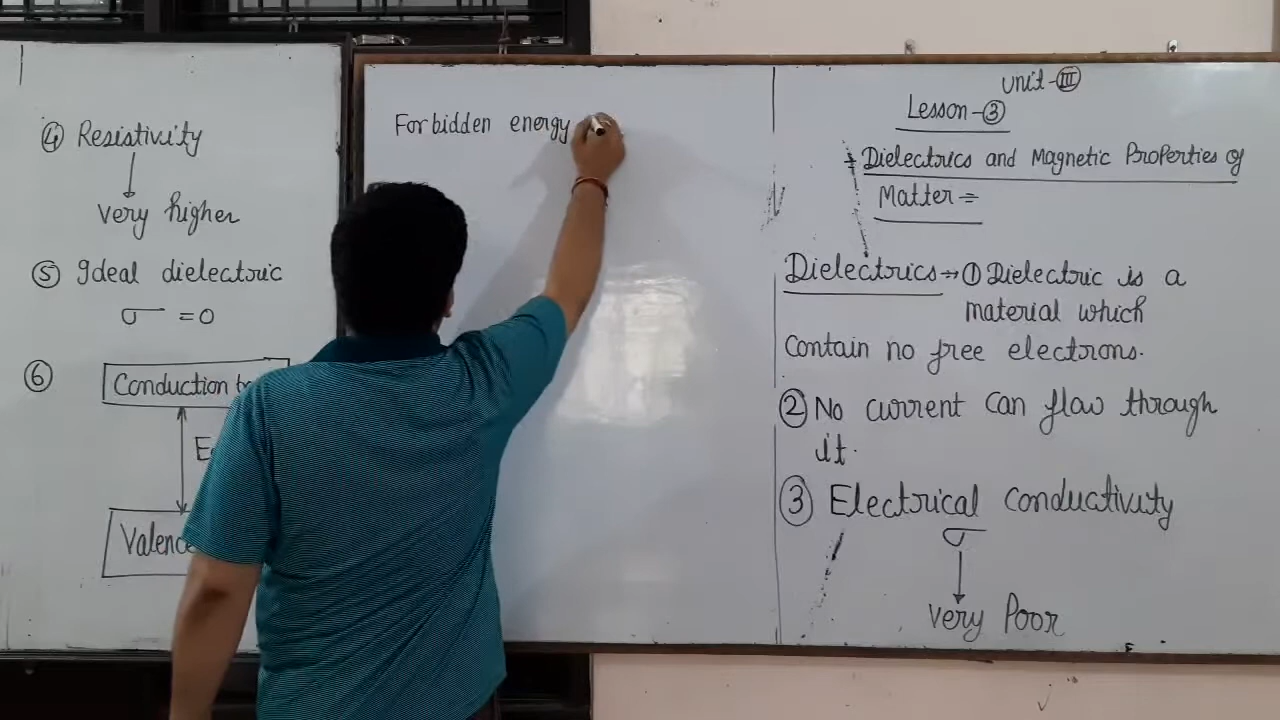 Unit-III
Lesson-3
Dielectrics and Magnetic Properties of
Matter =
Dielectrics → ① Dielectric is a
material which
Contain no free electrons.
② No current can flow through
it.
③ Electrical conductivity
σ
↓
very Poor
④ Resistivity
↓
very higher
⑤ Ideal dielectric
σ = 0
⑥
Conduction
Valence
Forbidden energy